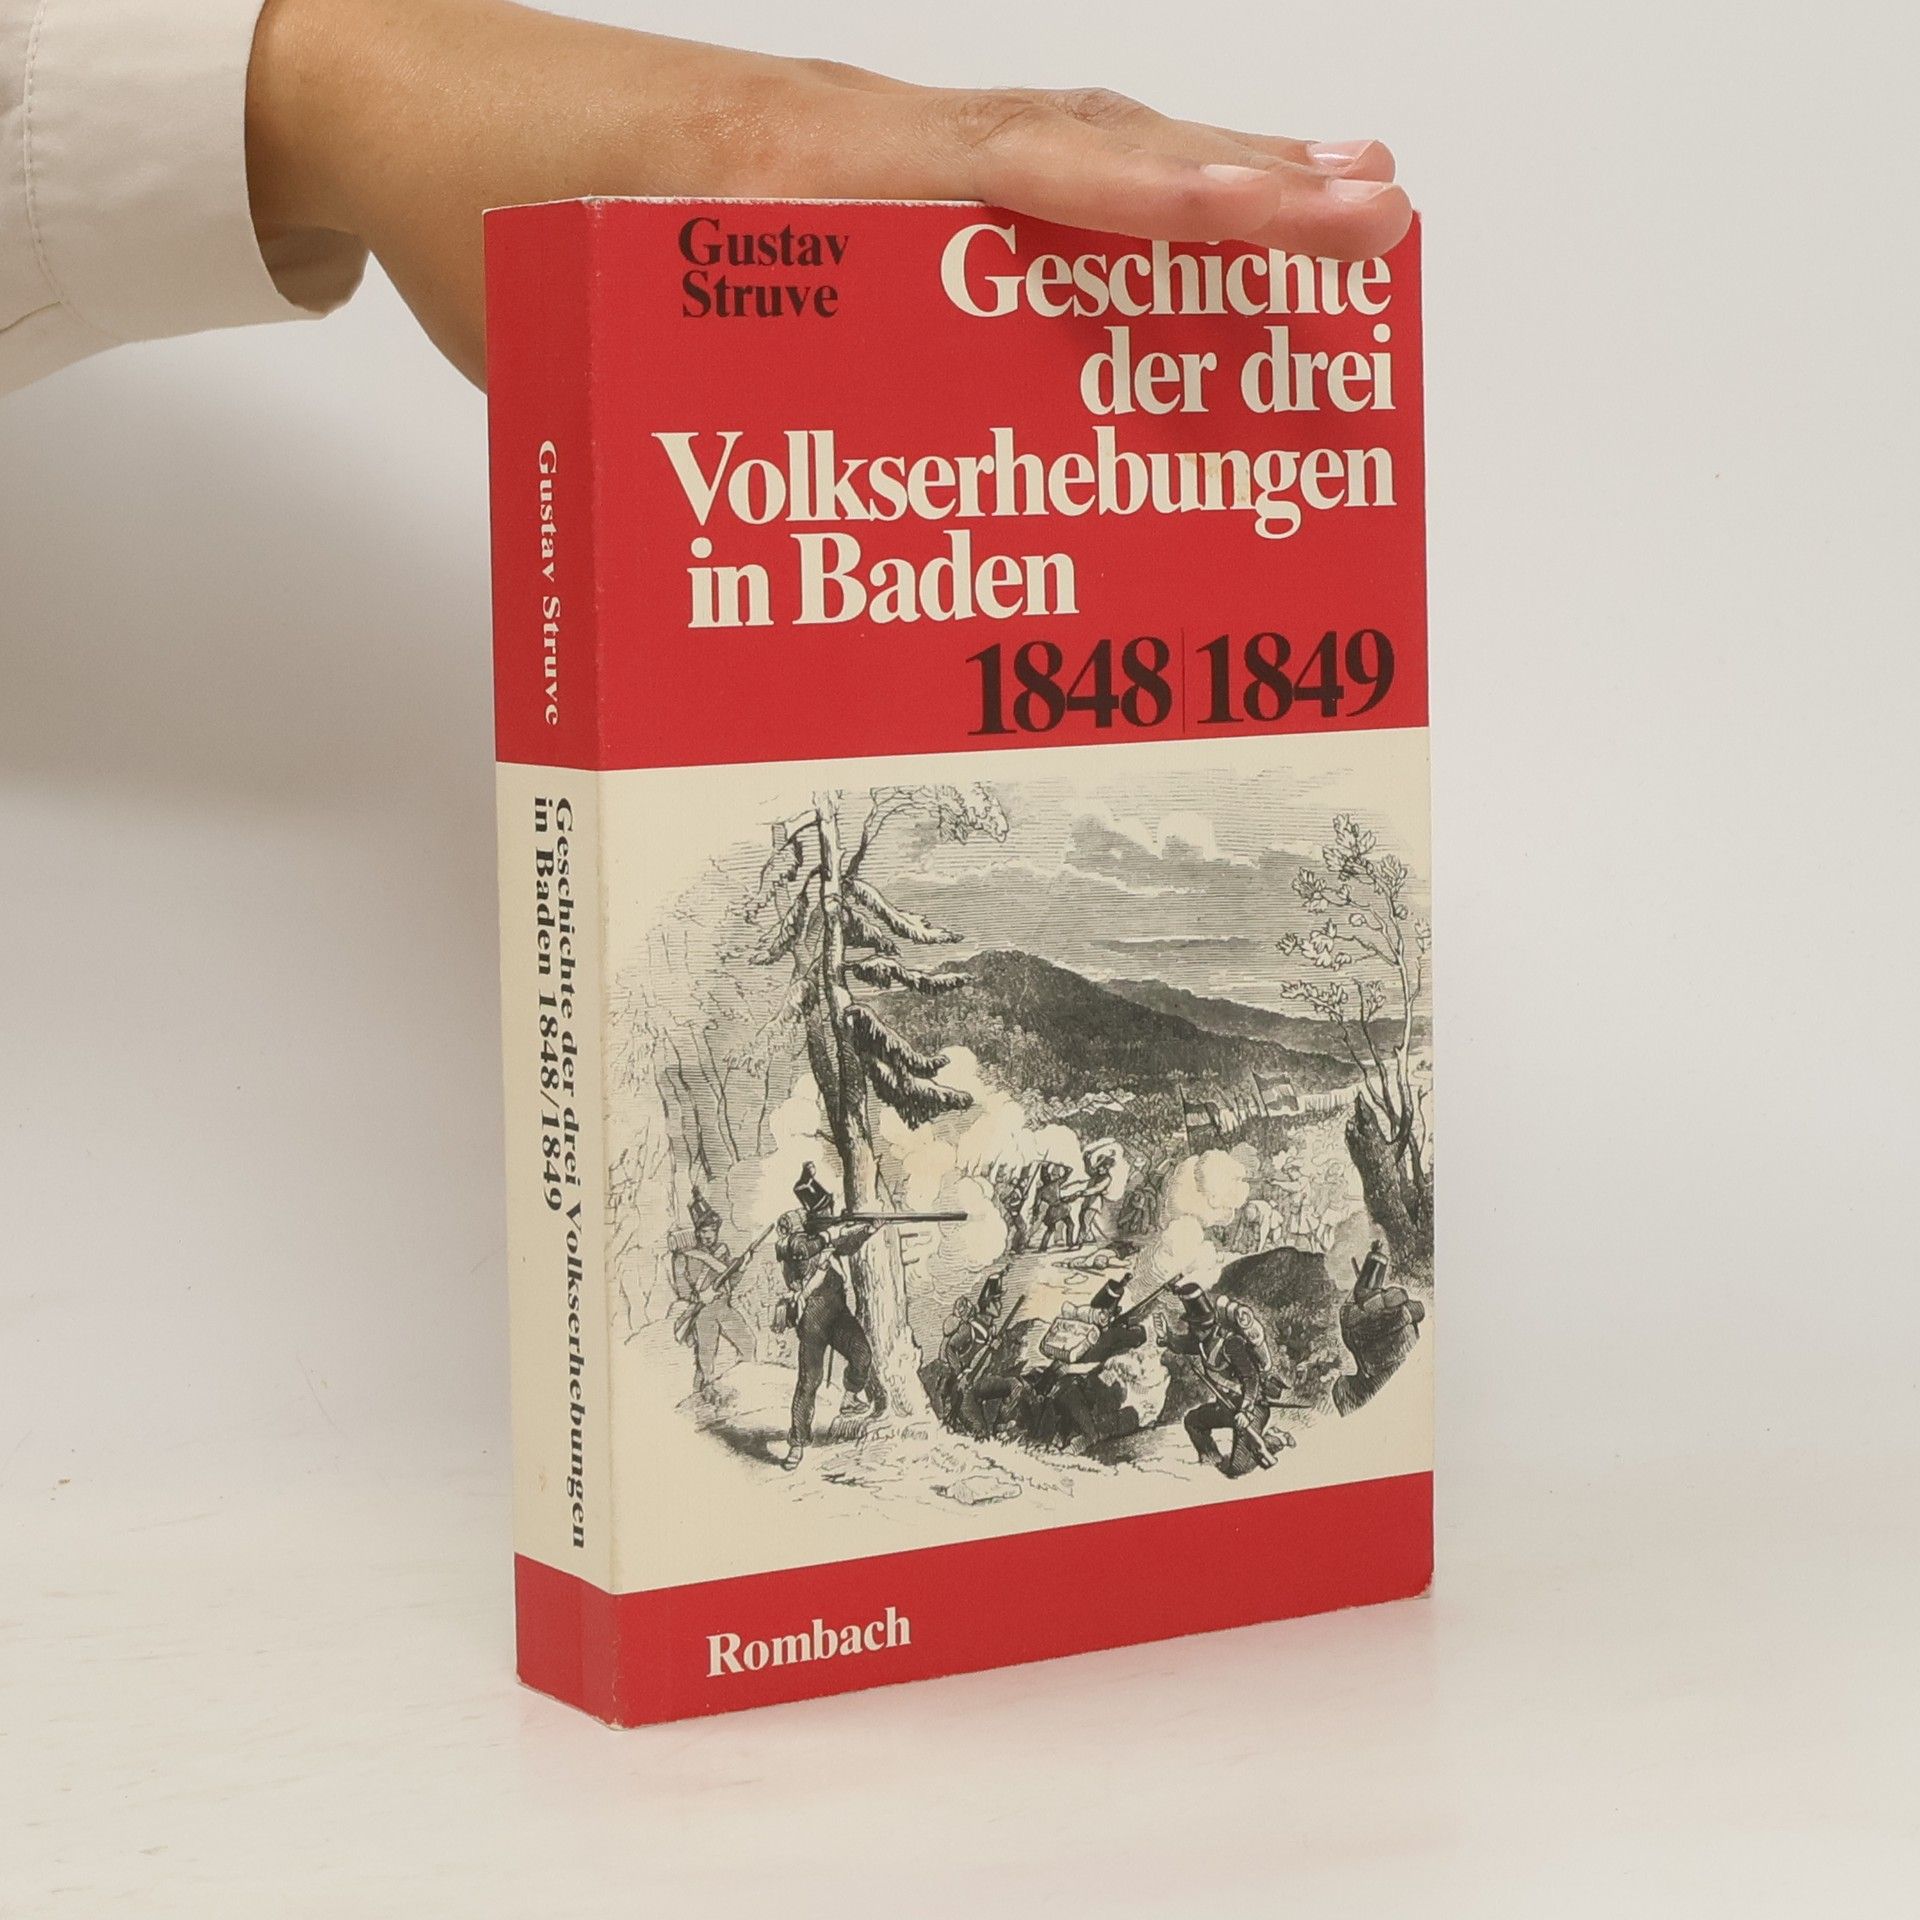 Gustav
Struve
Geschichte
der drei
Volkserhebungen
in Baden
1848|1849
Rombach
Gustav Struve
Geschichte der drei Volkserhebungen
in Baden 1848/1849